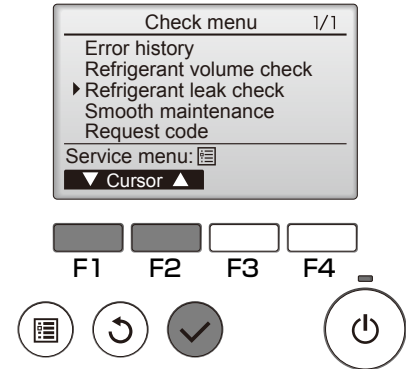 Check menu 1/1
Error history
Refrigerant volume check
Refrigerant leak check
Smooth maintenance
Request code
Service menu:
Cursor
F1 F2 F3 F4